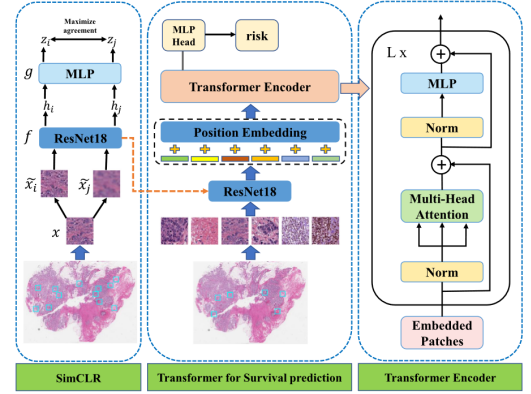 Maximize
agreement
z_i z_j
g MLP
h_i h_j
f ResNet18
x̃_i x̃_j
x
SimCLR
MLP
Head
risk
Transformer Encoder
Position Embedding
ResNet18
Transformer for Survival prediction
L x
MLP
Norm
Multi-Head
Attention
Norm
Embedded
Patches
Transformer Encoder